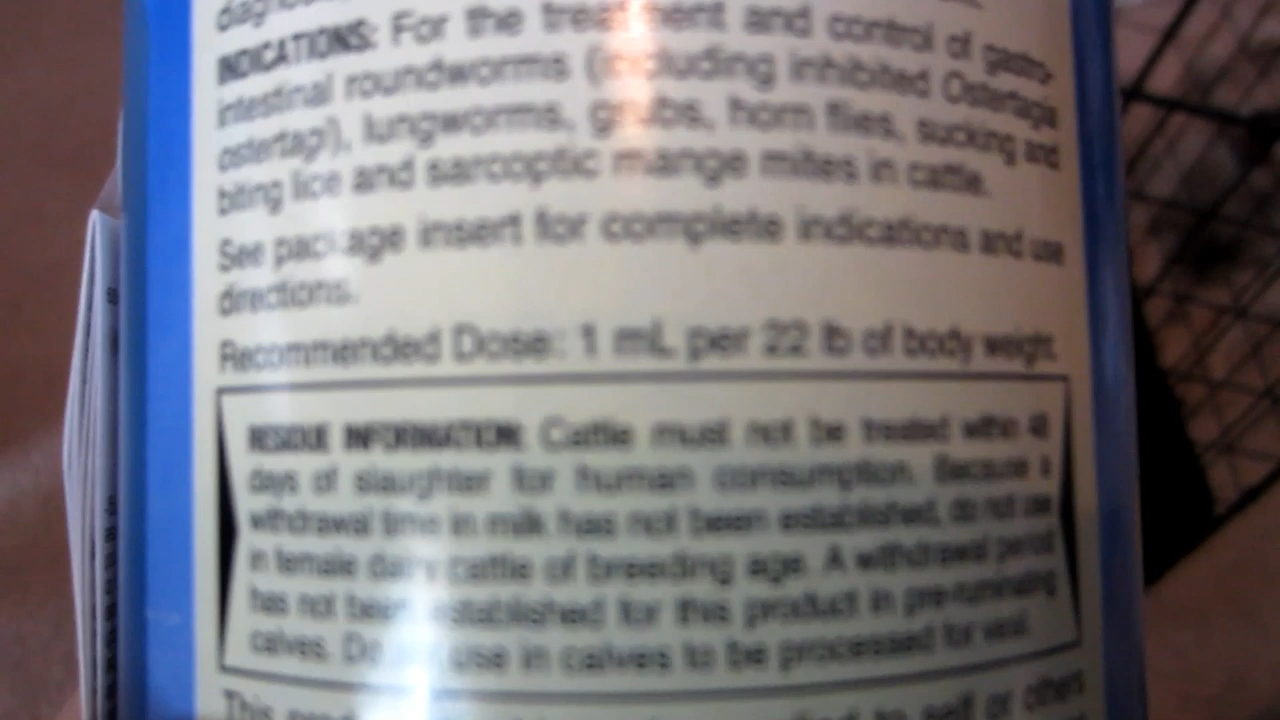 INDICATIONS: For the treatment and control of gastro-
intestinal roundworms (including inhibited Ostertagia
ostertagi), lungworms, grubs, horn flies, sucking and
biting lice and sarcoptic mange mites in cattle.
See package insert for complete indications and use
directions.
Recommended Dose: 1 mL per 22 lb of body weight.
RESIDUE INFORMATION: Cattle must not be treated within
days of slaughter for human consumption. Because a
withdrawal time in milk has not been established, do not use
in female dairy cattle of breeding age. A withdrawal period
has not been established for this product in pre-ruminating
calves. Do not use in calves to be processed for veal.
This to self or others